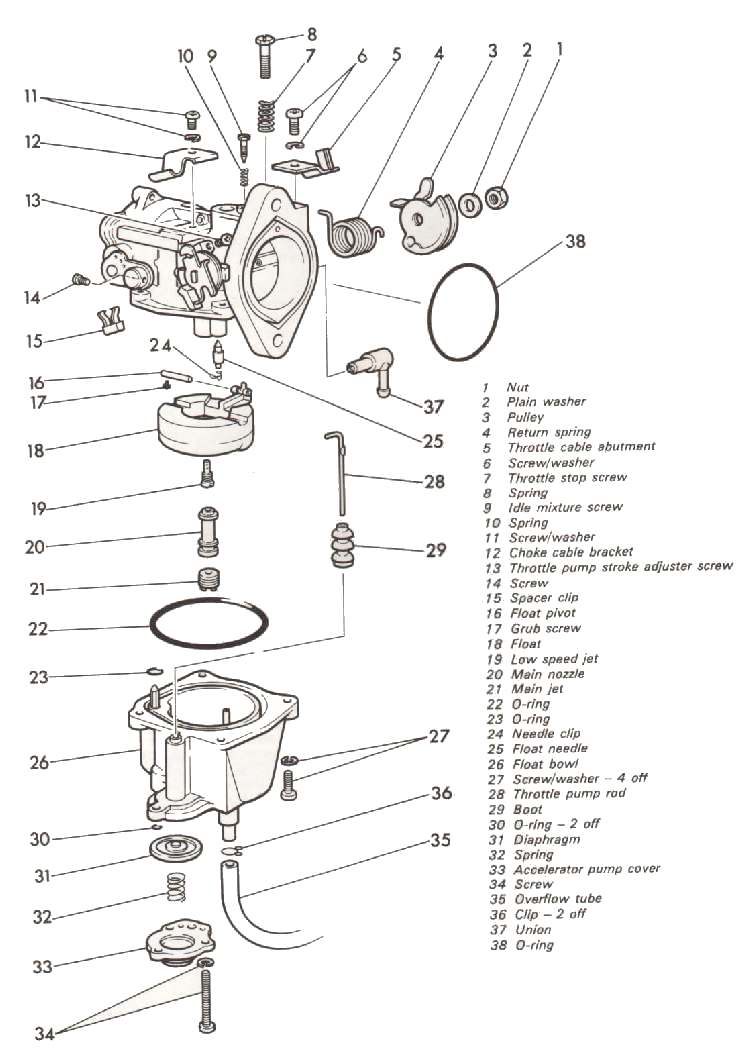 8
10 9 7 6 5 4 3 2 1
11
12
13
38
14
15
24
16
17
37
18
25
28
19
20
29
21
22
23
26
27
36
30
35
31
32
33
34
1 Nut
2 Plain washer
3 Pulley
4 Return spring
5 Throttle cable abutment
6 Screw/washer
7 Throttle stop screw
8 Spring
9 Idle mixture screw
10 Spring
11 Screw/washer
12 Choke cable bracket
13 Throttle pump stroke adjuster screw
14 Screw
15 Spacer clip
16 Float pivot
17 Grub screw
18 Float
19 Low speed jet
20 Main nozzle
21 Main jet
22 O-ring
23 O-ring
24 Needle clip
25 Float needle
26 Float bowl
27 Screw/washer – 4 off
28 Throttle pump rod
29 Boot
30 O-ring – 2 off
31 Diaphragm
32 Spring
33 Accelerator pump cover
34 Screw
35 Overflow tube
36 Clip – 2 off
37 Union
38 O-ring